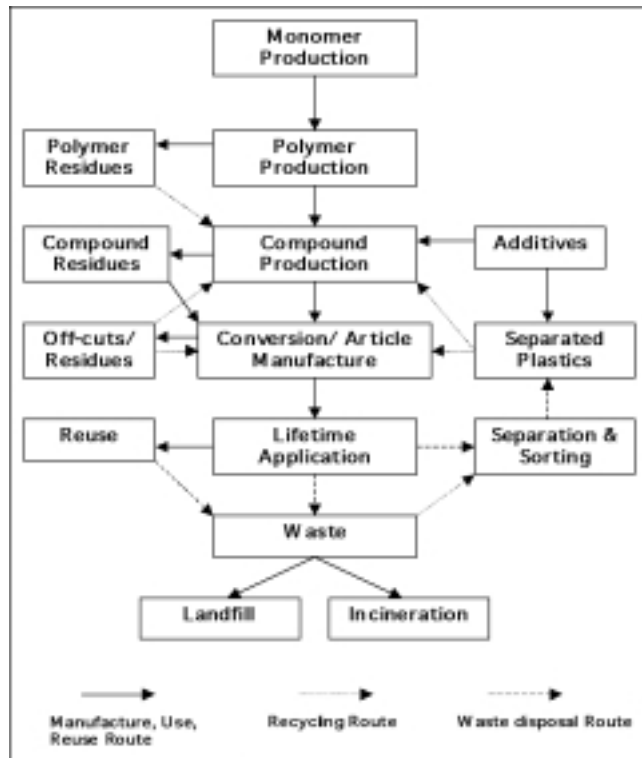 Monomer
Production
Polymer
Residues
Polymer
Production
Compound
Residues
Compound
Production
Additives
Off-cuts/
Residues
Conversion/ Article
Manufacture
Separated
Plastics
Reuse
Lifetime
Application
Separation &
Sorting
Waste
Landfill
Incineration
Manufacture, Use,
Reuse Route
Recycling Route
Waste disposal Route